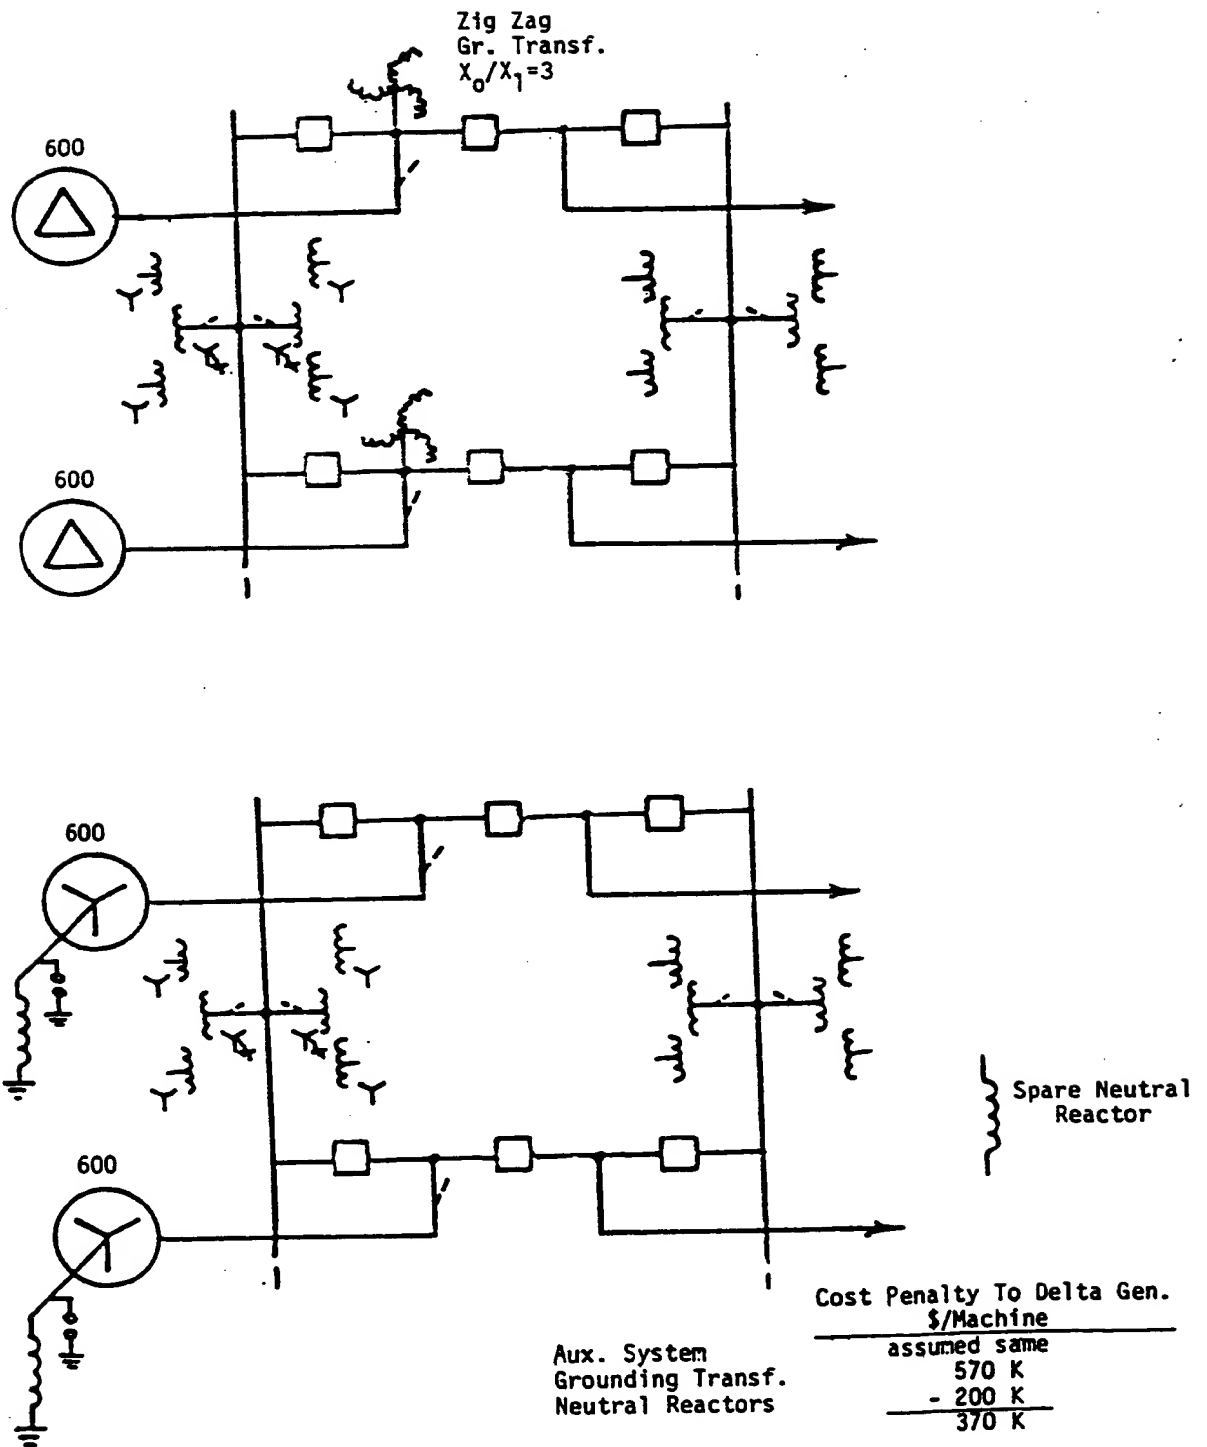 Zig Zag
Gr. Transf.
X₀/X₁=3
600
600
600
600
Spare Neutral
Reactor
Cost Penalty To Delta Gen.
$/Machine
assumed same
Aux. System
Grounding Transf. 570 K
Neutral Reactors - 200 K
370 K